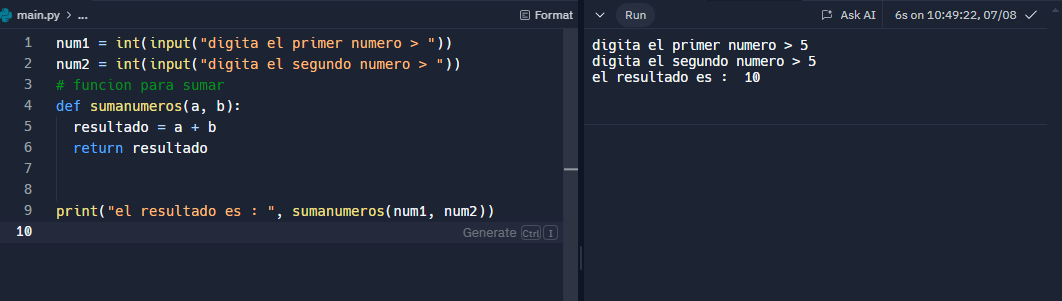 main.py > ...
Format
1 num1 = int(input("digita el primer numero > "))
2 num2 = int(input("digita el segundo numero > "))
3 # funcion para sumar
4 def sumanumeros(a, b):
5   resultado = a + b
6   return resultado
7
8
9 print("el resultado es : ", sumanumeros(num1, num2))
10
Generate Ctrl I
Run
Ask AI
6s on 10:49:22, 07/08
digita el primer numero > 5
digita el segundo numero > 5
el resultado es :  10